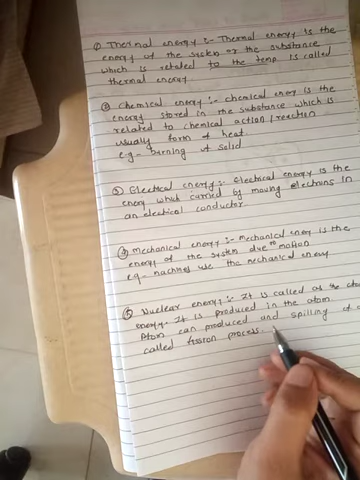 ① Thermal energy :- Thermal energy is the
energy of the system or the substance
which is related to the temp. is called
thermal energy
② Chemical energy :- chemical enery is the
energy stored in the substance which is
related to chemical action / reaction
usually form of heat.
e.g - burning of solid
③ Electrical energy :- Electrical energy is the
enery which carried by moving electrons in
an electrical conductor
④ Mechanical energy :- Mechanical enery is the
energy of the system due to motion
e.g - machines use the mechanical energy
⑤ Nuclear energy :- It is called as the
energy. It is produced in the atom.
Atom can produced and spilling of
called fission process.